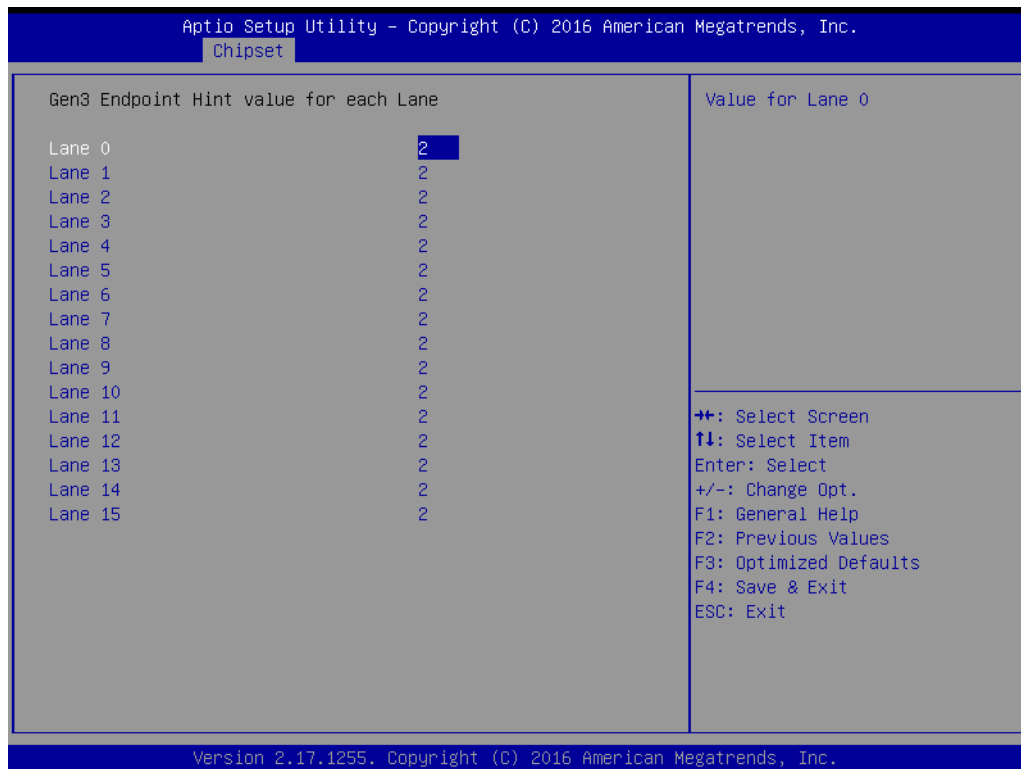 Aptio Setup Utility – Copyright (C) 2016 American Megatrends, Inc.
Chipset
Gen3 Endpoint Hint value for each Lane
Lane 0 2
Lane 1 2
Lane 2 2
Lane 3 2
Lane 4 2
Lane 5 2
Lane 6 2
Lane 7 2
Lane 8 2
Lane 9 2
Lane 10 2
Lane 11 2
Lane 12 2
Lane 13 2
Lane 14 2
Lane 15 2
Value for Lane 0
→←: Select Screen
↑↓: Select Item
Enter: Select
+/-: Change Opt.
F1: General Help
F2: Previous Values
F3: Optimized Defaults
F4: Save & Exit
ESC: Exit
Version 2.17.1255. Copyright (C) 2016 American Megatrends, Inc.